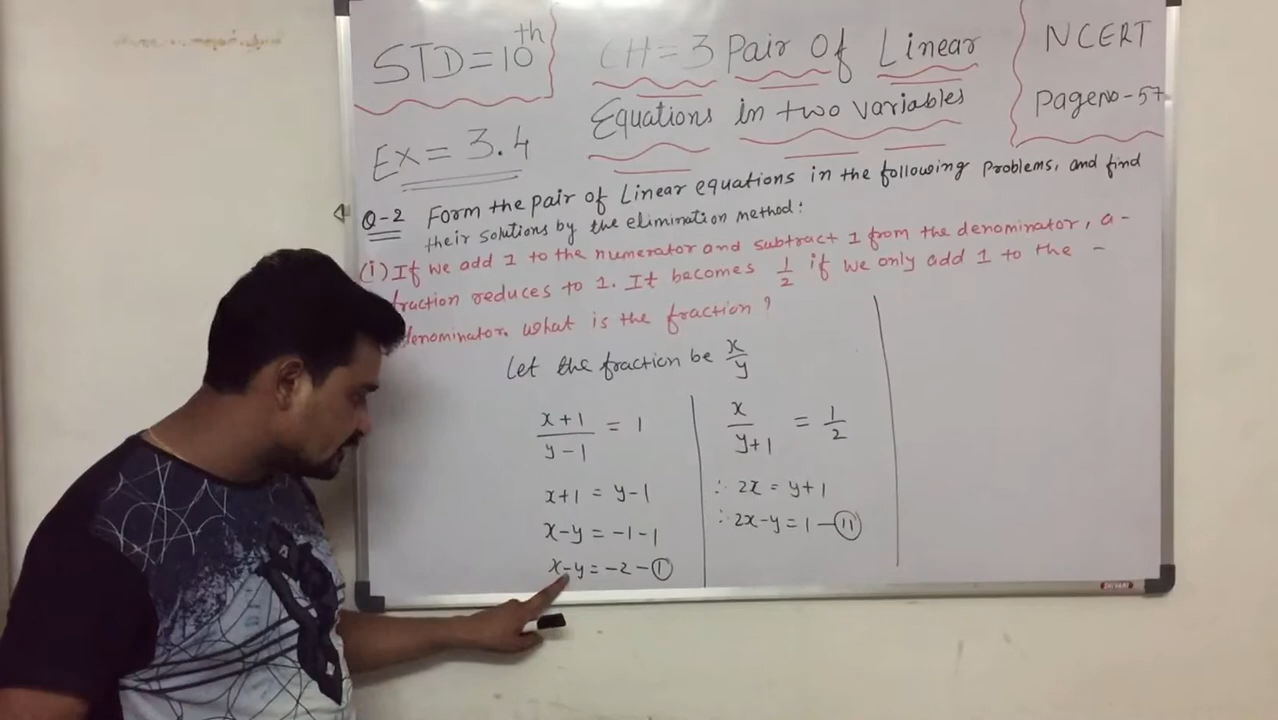 STD=10th
CH=3 Pair Of Linear
Equations in two variables
NCERT
Pageno-57
Ex=3.4
Q-2 Form the pair of Linear equations in the following Problems, and find
their solutions by the elimination method:
(i) If we add 1 to the numerator and subtract 1 from the denominator, a-
fraction reduces to 1. It becomes 1/2 if we only add 1 to the -
denominator. what is the fraction?
Let the fraction be x/y
x+1/y-1 = 1
x+1 = y-1
x-y = -1-1
x-y = -2 - (I)
x/y+1 = 1/2
∴ 2x = y+1
∴ 2x-y = 1 - (II)